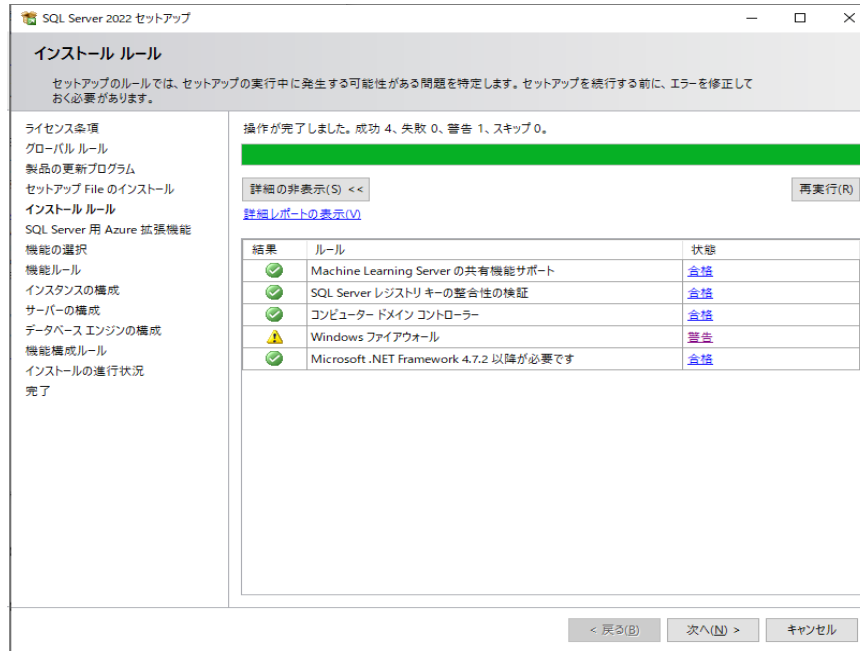 SQL Server 2022 セットアップ
インストール ルール
セットアップのルールでは、セットアップの実行中に発生する可能性がある問題を特定します。セットアップを続行する前に、エラーを修正して
おく必要があります。
ライセンス条項
グローバル ルール
製品の更新プログラム
セットアップ File のインストール
インストール ルール
SQL Server 用 Azure 拡張機能
機能の選択
機能ルール
インスタンスの構成
サーバーの構成
データベース エンジンの構成
機能構成ルール
インストールの進行状況
完了
操作が完了しました。成功 4、失敗 0、警告 1、スキップ 0。
詳細の非表示(S) <<
再実行(R)
詳細レポートの表示(V)
結果 ルール 状態
Machine Learning Server の共有機能サポート 合格
SQL Server レジストリ キーの整合性の検証 合格
コンピューター ドメイン コントローラー 合格
Windows ファイアウォール 警告
Microsoft .NET Framework 4.7.2 以降が必要です 合格
< 戻る(B) 次へ(N) > キャンセル